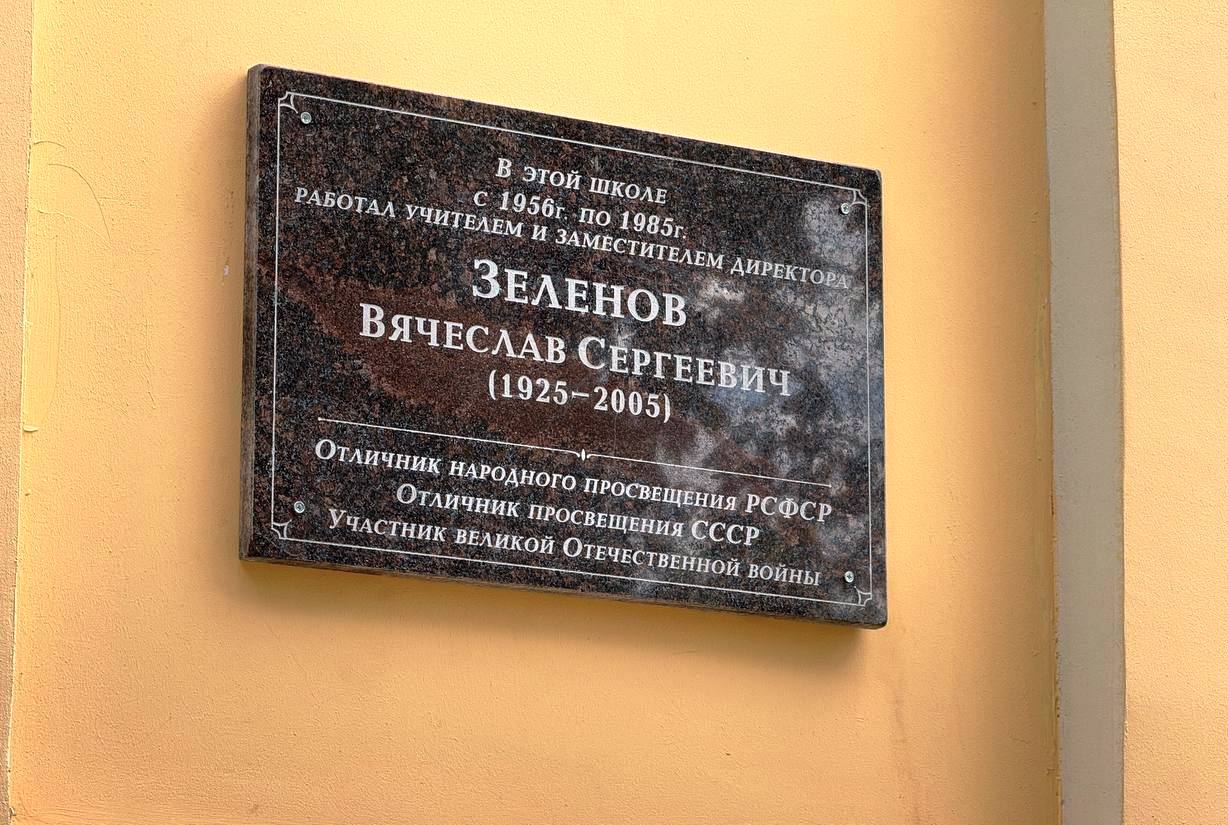 В этой школе
с 1956г. по 1985г.
работал учителем и заместителем директора
Зеленов
Вячеслав Сергеевич
(1925–2005)
Отличник народного просвещения РСФСР
Отличник просвещения СССР
Участник великой Отечественной войны